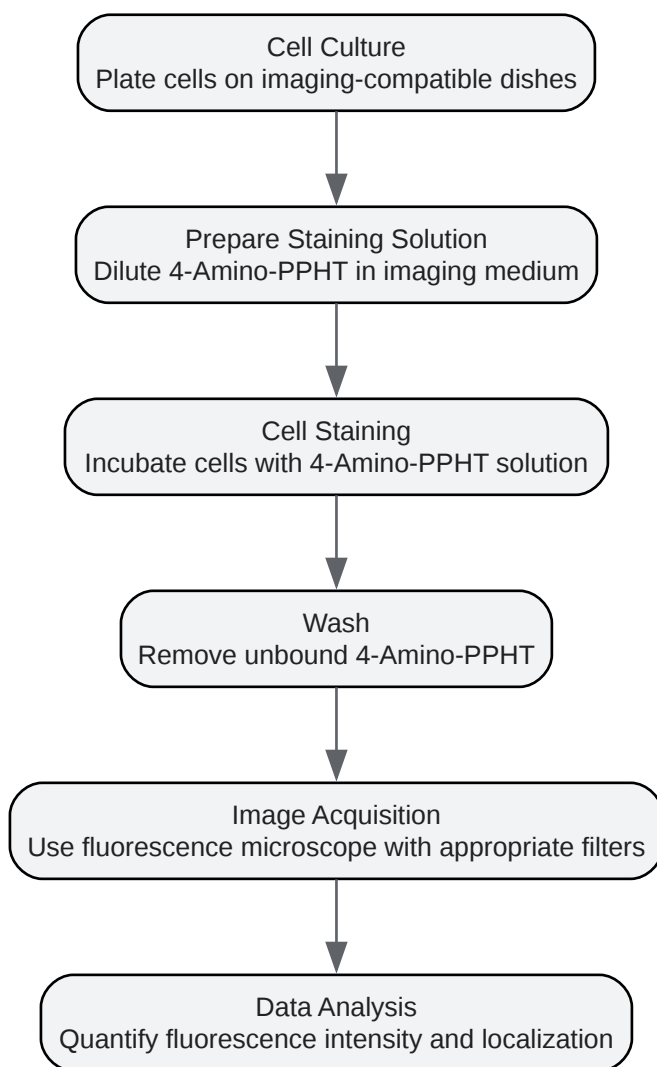 Cell Culture
Plate cells on imaging-compatible dishes
Prepare Staining Solution
Dilute 4-Amino-PPHT in imaging medium
Cell Staining
Incubate cells with 4-Amino-PPHT solution
Wash
Remove unbound 4-Amino-PPHT
Image Acquisition
Use fluorescence microscope with appropriate filters
Data Analysis
Quantify fluorescence intensity and localization